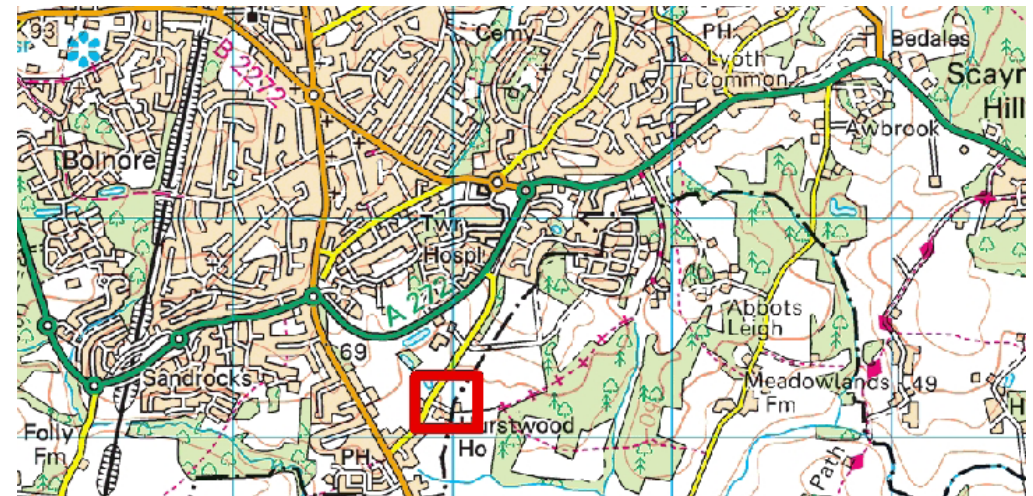 93
Cemy
PH
Bedales
Lyoth
Common
Scayn
Hill
B 2272
Awbrook
Bolnore
Twr
Hospl
A 272
Abbots
Leigh
69
Sandrocks
Meadowlands
Fm
49
urstwood
Ho
Folly
Fm
PH
Path
H